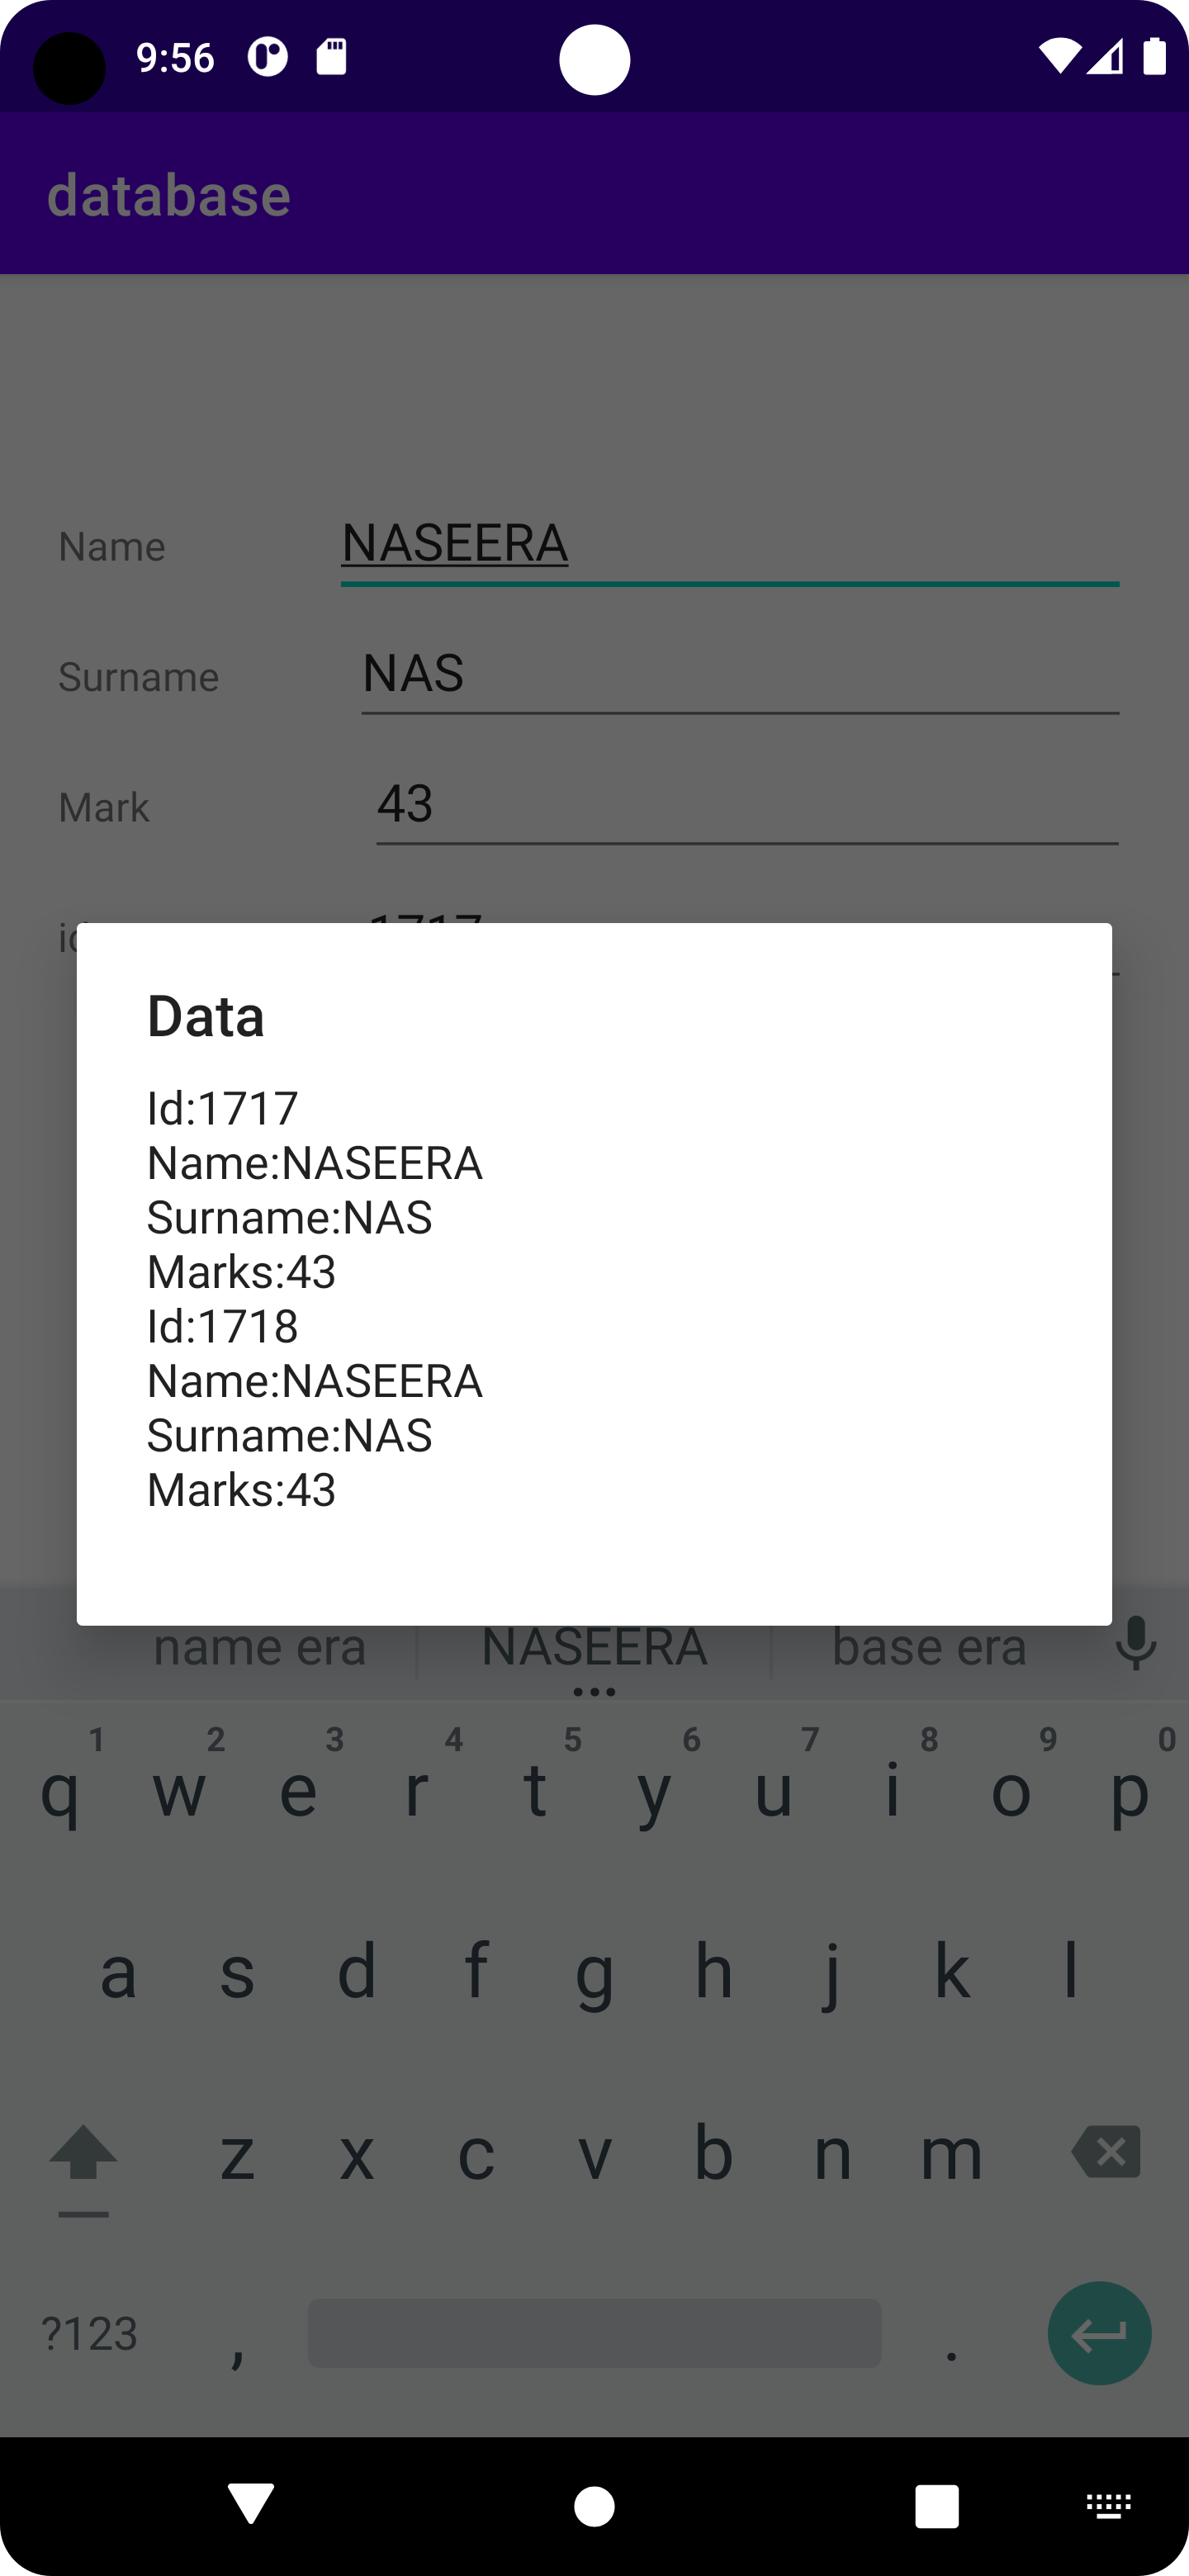 9:56
database
Name NASEERA
Surname NAS
Mark 43
Data
Id:1717
Name:NASEERA
Surname:NAS
Marks:43
Id:1718
Name:NASEERA
Surname:NAS
Marks:43
name era NASEERA base era
1 2 3 4 5 6 7 8 9 0
q w e r t y u i o p
a s d f g h j k l
z x c v b n m
?123 , .